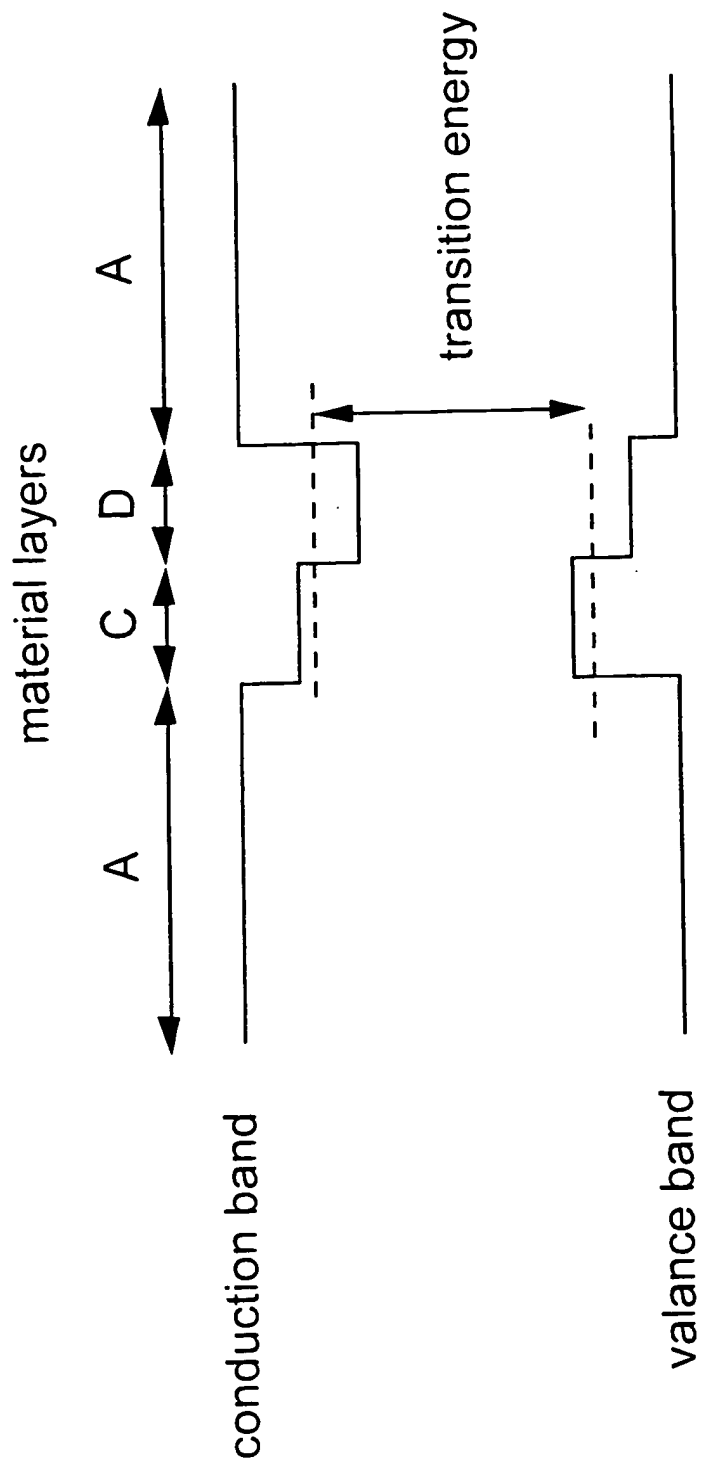 material layers
A
C
D
A
conduction band
transition energy
valance band